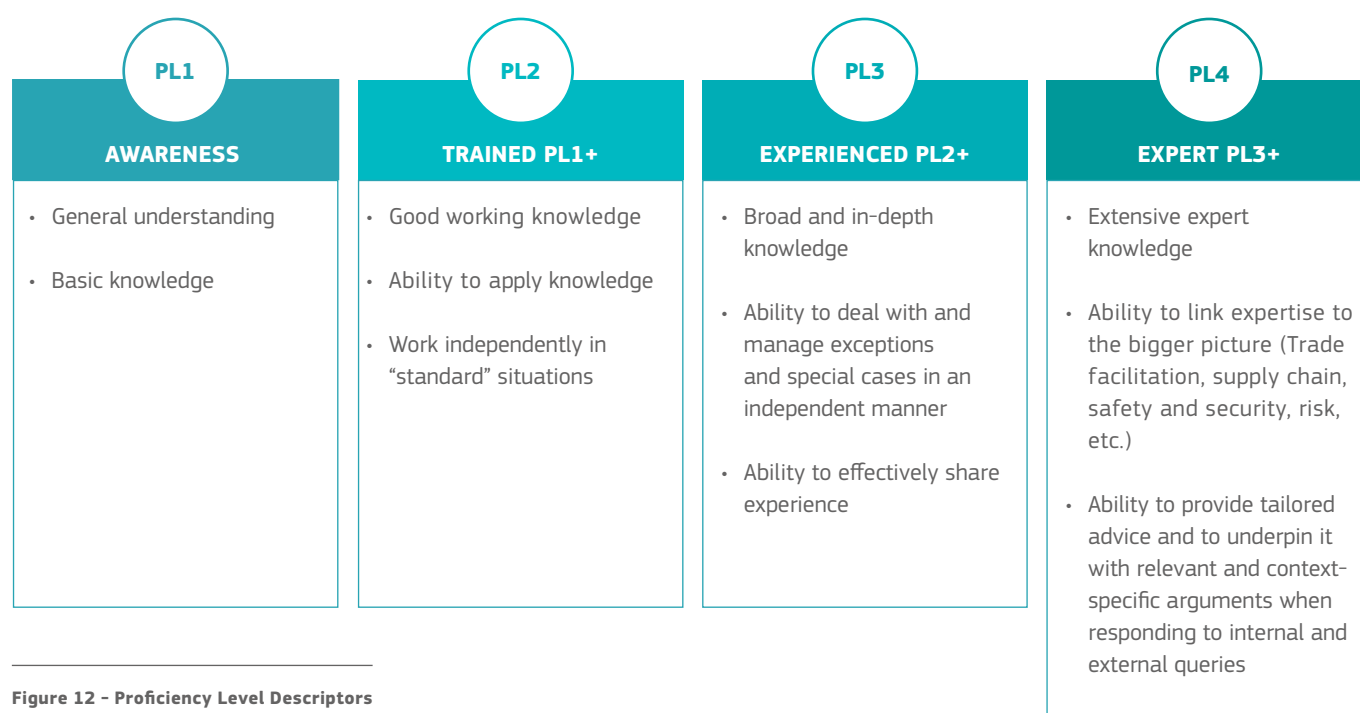 PL1
AWARENESS
• General understanding
• Basic knowledge
PL2
TRAINED PL1+
• Good working knowledge
• Ability to apply knowledge
• Work independently in
“standard” situations
PL3
EXPERIENCED PL2+
• Broad and in-depth
knowledge
• Ability to deal with and
manage exceptions
and special cases in an
independent manner
• Ability to effectively share
experience
PL4
EXPERT PL3+
• Extensive expert
knowledge
• Ability to link expertise to
the bigger picture (Trade
facilitation, supply chain,
safety and security, risk,
etc.)
• Ability to provide tailored
advice and to underpin it
with relevant and context-
specific arguments when
responding to internal and
external queries
Figure 12 - Proficiency Level Descriptors